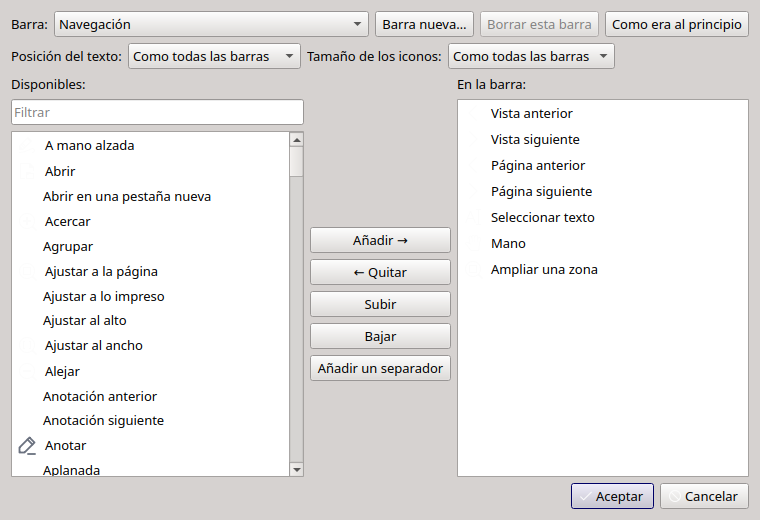 Barra: Navegación Barra nueva... Borrar esta barra Como era al principio
Posición del texto: Como todas las barras Tamaño de los iconos: Como todas las barras
Disponibles:
Filtrar
A mano alzada
Abrir
Abrir en una pestaña nueva
Acercar
Agrupar
Ajustar a la página
Ajustar a lo impreso
Ajustar al alto
Ajustar al ancho
Alejar
Anotación anterior
Anotación siguiente
Anotar
Aplanada
Añadir →
← Quitar
Subir
Bajar
Añadir un separador
En la barra:
Vista anterior
Vista siguiente
Página anterior
Página siguiente
Seleccionar texto
Mano
Ampliar una zona
Aceptar Cancelar